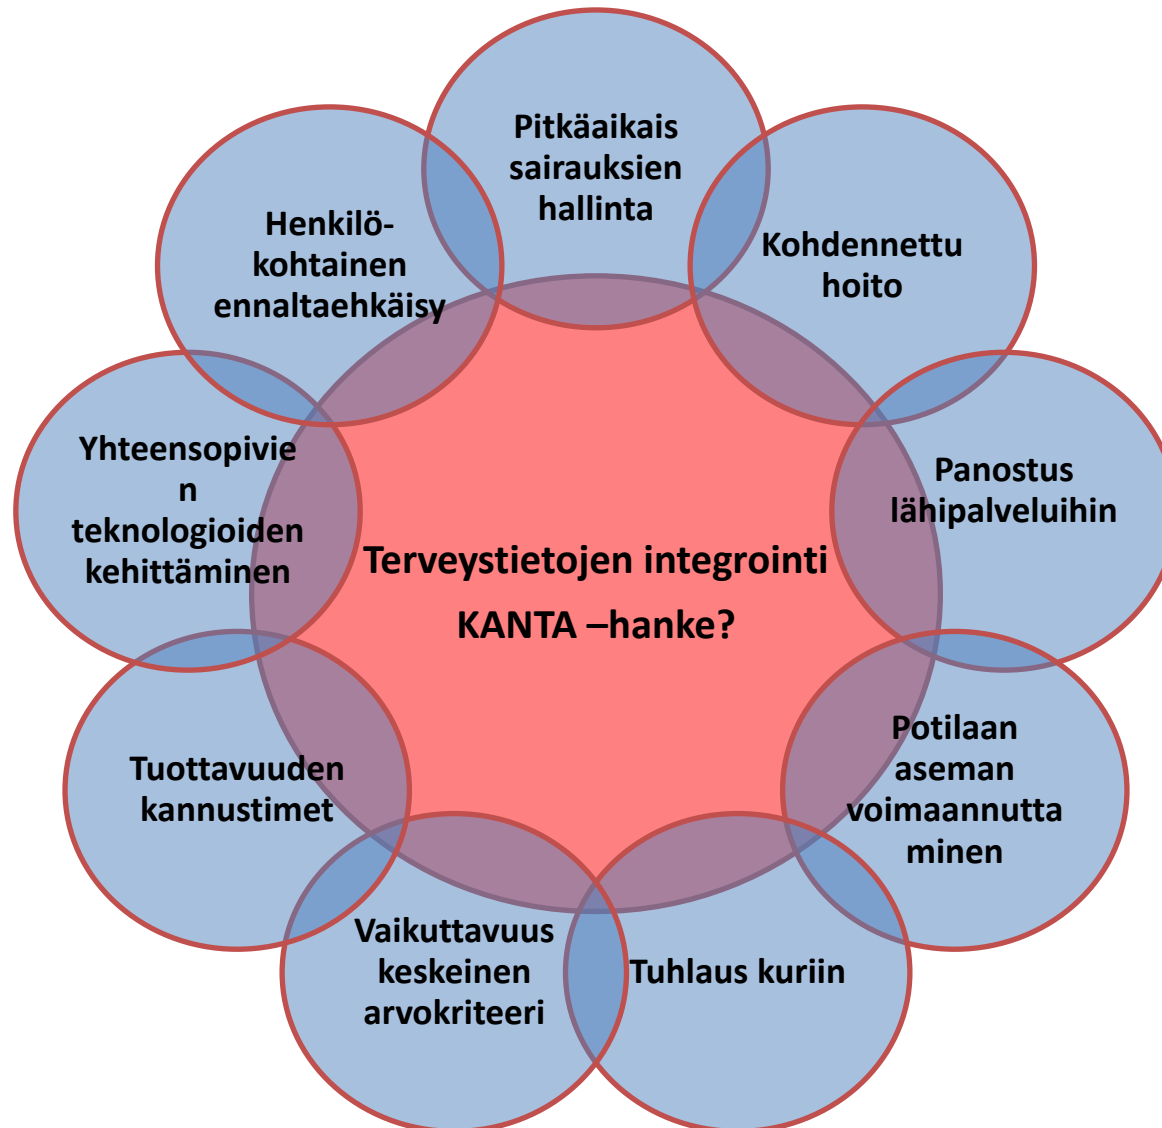 Pitkäaikais
sairauksien
hallinta
Kohdennettu
hoito
Panostus
lähipalveluihin
Potilaan
aseman
voimaannutta
minen
Tuhlaus kuriin
Vaikuttavuus
keskeinen
arvokriteeri
Tuottavuuden
kannustimet
Yhteensopivie
n
teknologioiden
kehittäminen
Henkilö-
kohtainen
ennaltaehkäisy
Terveystietojen integrointi
KANTA –hanke?